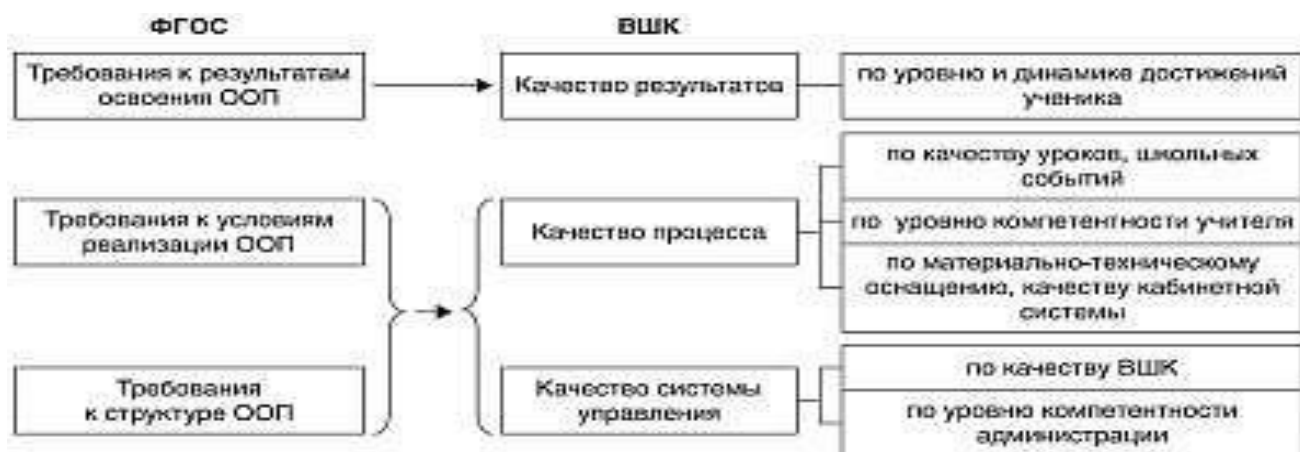 ФГОС
ВШК
Требования к результатам
освоения ООП
Качество результатов
по уровню и динамике достижений
ученика
Требования к условиям
реализации ООП
Качество процесса
по качеству уроков, школьных
событий
по уровню компетентности учителя
по материально-техническому
оснащению, качеству кабинетной
системы
Требования
к структуре ООП
Качество системы
управления
по качеству ВШК
по уровню компетентности
администрации